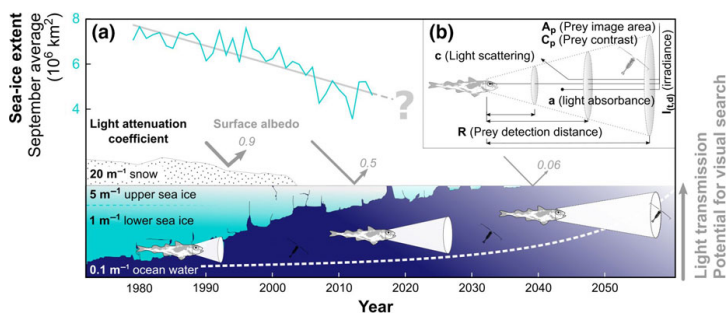 Sea-ice extent
September average
(10⁶ km²)
8
6
4
(a)
?
(b)
Aₚ (Prey image area)
Cₚ (Prey contrast)
c (Light scattering)
a (light absorbance)
R (Prey detection distance)
I(t,d) (irradiance)
Light attenuation
coefficient
Surface albedo
0.9
0.5
0.06
20 m⁻¹ snow
5 m⁻¹ upper sea ice
1 m⁻¹ lower sea ice
0.1 m⁻¹ ocean water
1980
1990
2000
2010
2020
2030
2040
2050
Year
Light transmission
Potential for visual search